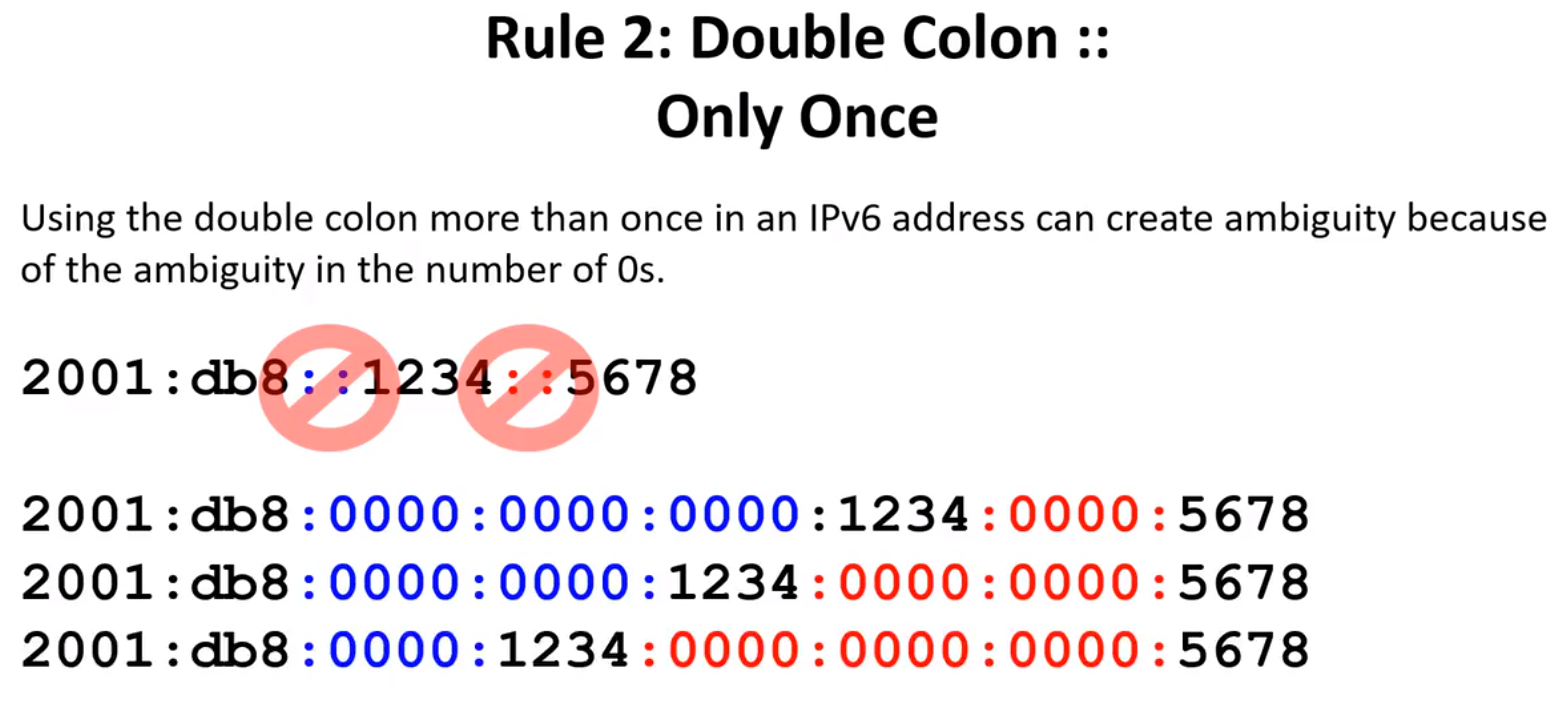 Rule 2: Double Colon ::
Only Once
Using the double colon more than once in an IPv6 address can create ambiguity because
of the ambiguity in the number of 0s.
2001:db8::1234::5678
2001:db8:0000:0000:0000:1234:0000:5678
2001:db8:0000:0000:1234:0000:0000:5678
2001:db8:0000:1234:0000:0000:0000:5678